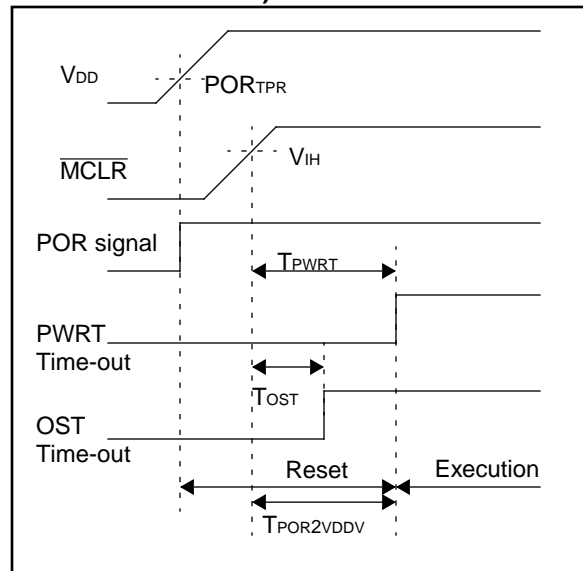 VDD
PORTPR
MCLR
VIH
POR signal
TPWRT
PWRT
Time-out
TOST
OST
Time-out
Reset
Execution
TPOR2VDDV